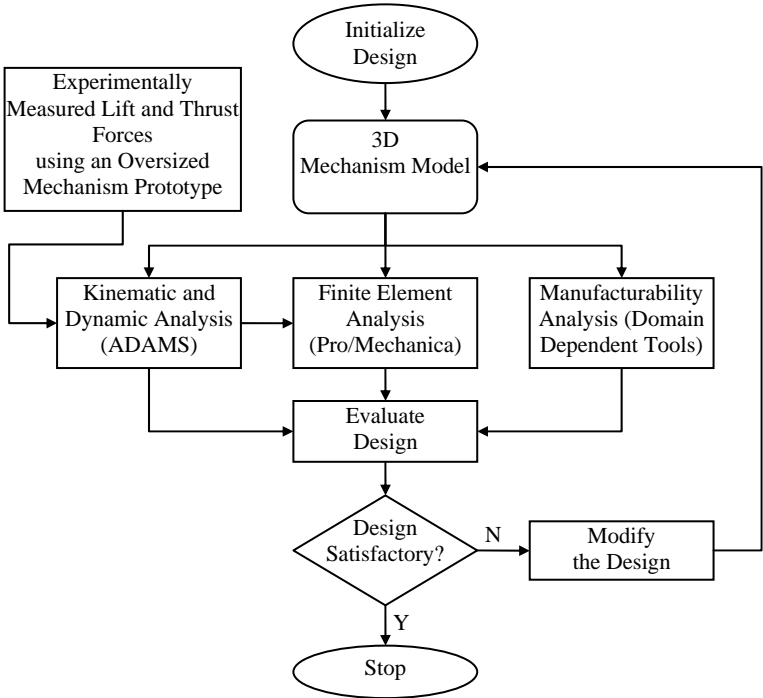 Initialize
Design
Experimentally
Measured Lift and Thrust
Forces
using an Oversized
Mechanism Prototype
3D
Mechanism Model
Kinematic and
Dynamic Analysis
(ADAMS)
Finite Element
Analysis
(Pro/Mechanica)
Manufacturability
Analysis (Domain
Dependent Tools)
Evaluate
Design
Design
Satisfactory?
N
Modify
the Design
Y
Stop